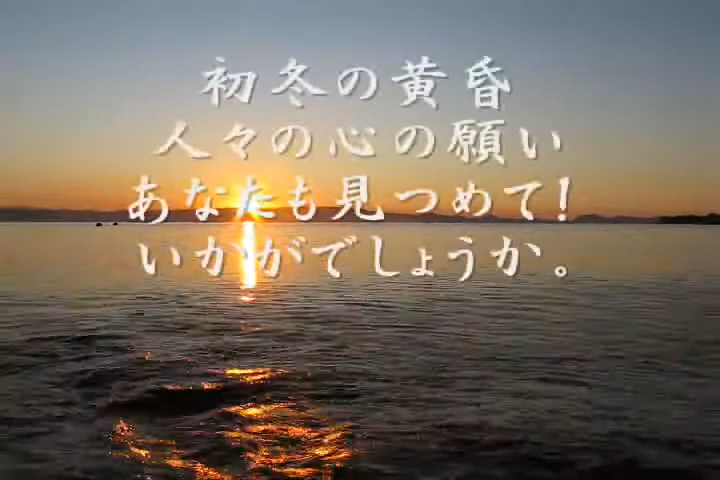 初冬の黄昏
人々の心の願い
あなたも見つめて!
いかがでしょうか。